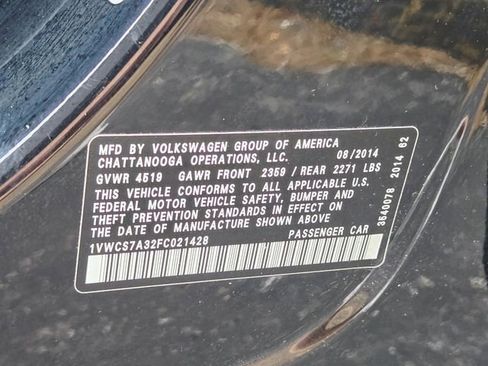 MFD BY VOLKSWAGEN GROUP OF AMERICA
CHATTANOOGA OPERATIONS, LLC. 08/2014
GVWR 4519 GAWR FRONT 2359 / REAR 2271 LBS
THIS VEHICLE CONFORMS TO ALL APPLICABLE U.S.
FEDERAL MOTOR VEHICLE SAFETY, BUMPER AND
THEFT PREVENTION STANDARDS IN EFFECT ON
THE DATE OF MANUFACTURE SHOWN ABOVE
1VWCS7A32FC021428 PASSENGER CAR
3540078 2014 62